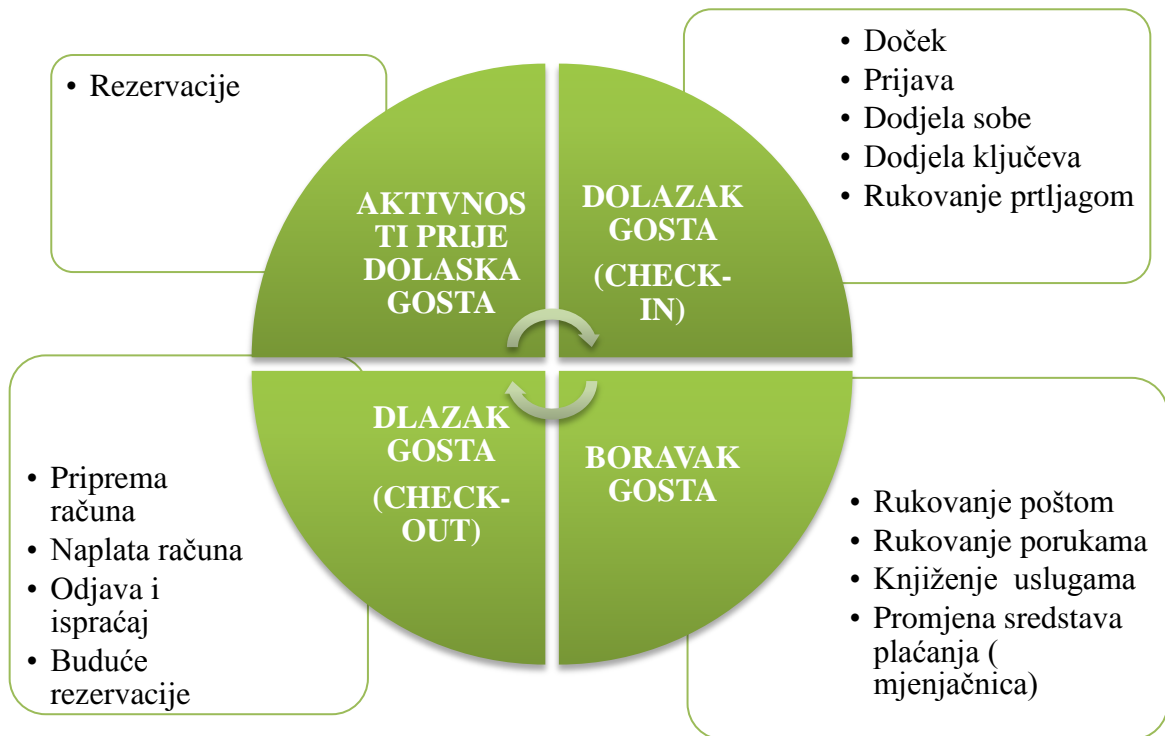 • Rezervacije
AKTIVNOS
TI PRIJE
DOLASKA
GOSTA
• Doček
• Prijava
• Dodjela sobe
• Dodjela ključeva
• Rukovanje prtljagom
DOLAZAK
GOSTA
(CHECK-
IN)
• Priprema
računa
• Naplata računa
• Odjava i
ispraćaj
• Buduće
rezervacije
DLAZAK
GOSTA
(CHECK-
OUT)
BORAVAK
GOSTA
• Rukovanje poštom
• Rukovanje porukama
• Knjiženje  uslugama
• Promjena sredstava
plaćanja (
mjenjačnica)